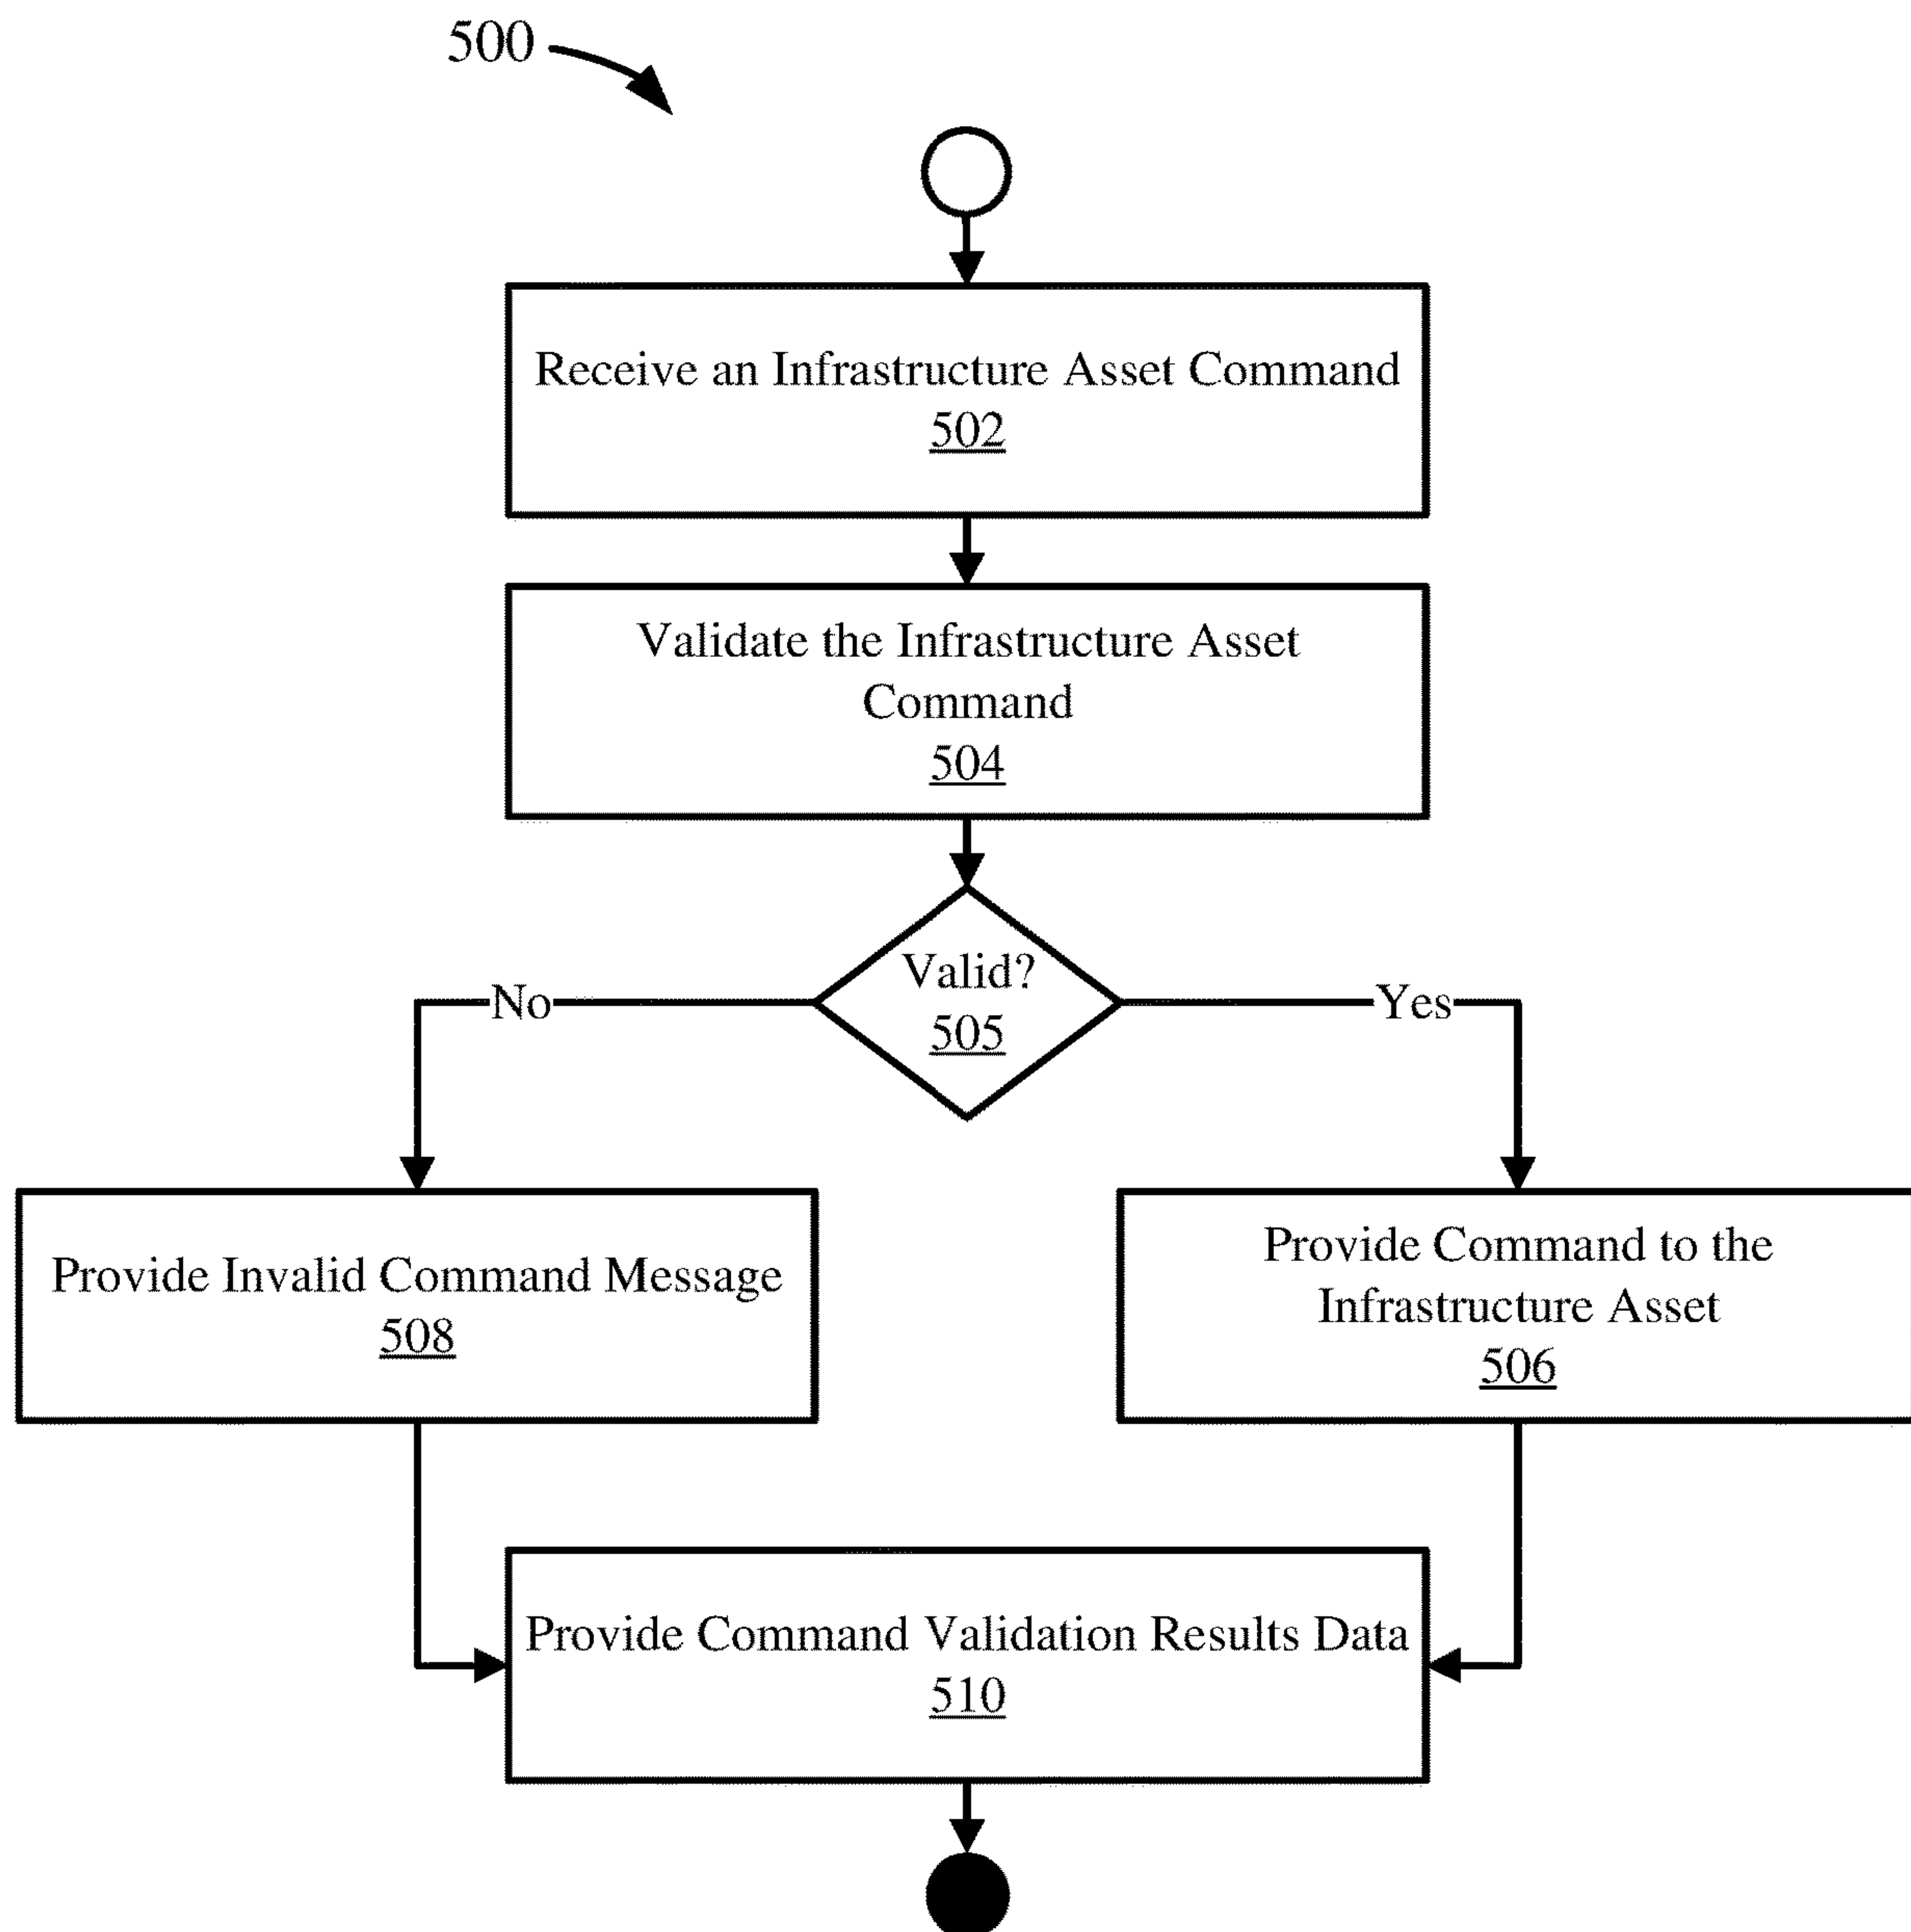 500
Receive an Infrastructure Asset Command
502
Validate the Infrastructure Asset
Command
504
Valid?
505
No
Yes
Provide Invalid Command Message
508
Provide Command to the
Infrastructure Asset
506
Provide Command Validation Results Data
510